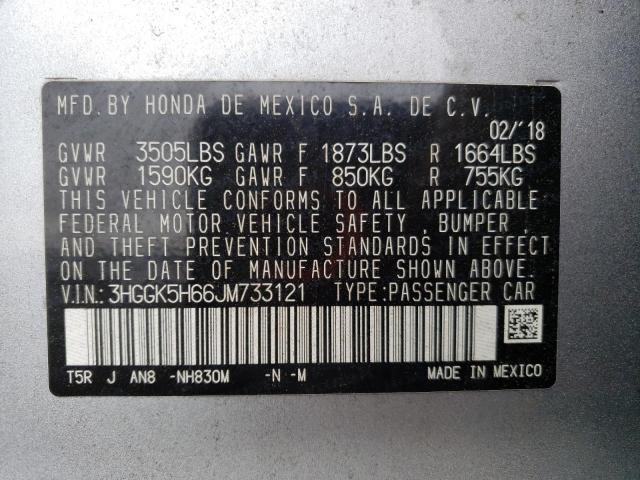 MFD. BY HONDA DE MEXICO S.A. DE C.V.
02/'18
GVWR 3505LBS GAWR F 1873LBS R 1664LBS
GVWR 1590KG GAWR F 850KG R 755KG
THIS VEHICLE CONFORMS TO ALL APPLICABLE
FEDERAL MOTOR VEHICLE SAFETY , BUMPER ,
AND THEFT PREVENTION STANDARDS IN EFFECT
ON THE DATE OF MANUFACTURE SHOWN ABOVE.
V.I.N.: 3HGGK5H66JM733121 TYPE:PASSENGER CAR
T5R J AN8 -NH830M -N -M MADE IN MEXICO